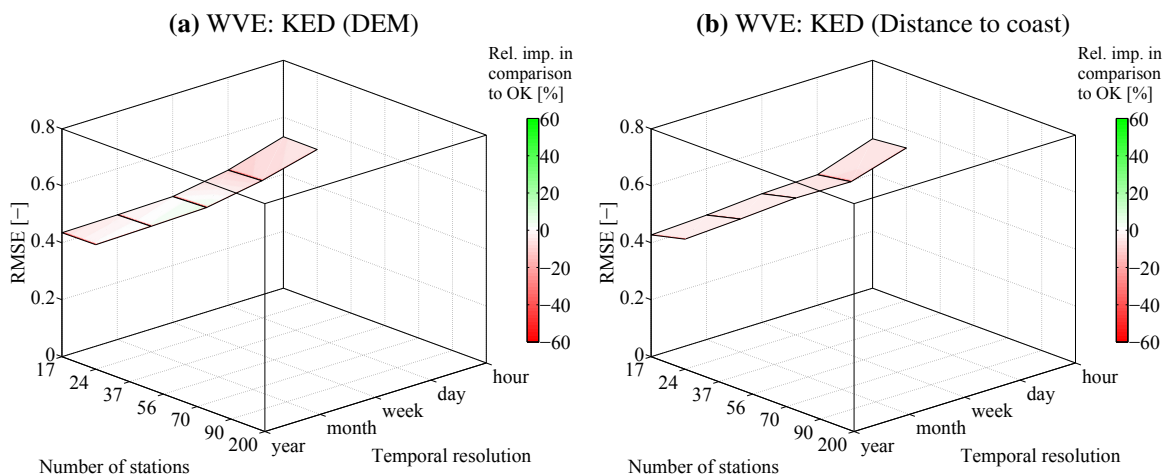 (a) WVE: KED (DEM)
Rel. imp. in
comparison
to OK [%]
60
40
20
0
−20
−40
−60
0.8
0.6
0.4
0.2
0
RMSE [−]
17
24
37
56
70
90
200
Number of stations
year
month
week
day
hour
Temporal resolution
(b) WVE: KED (Distance to coast)
Rel. imp. in
comparison
to OK [%]
60
40
20
0
−20
−40
−60
0.8
0.6
0.4
0.2
0
RMSE [−]
17
24
37
56
70
90
200
Number of stations
year
month
week
day
hour
Temporal resolution